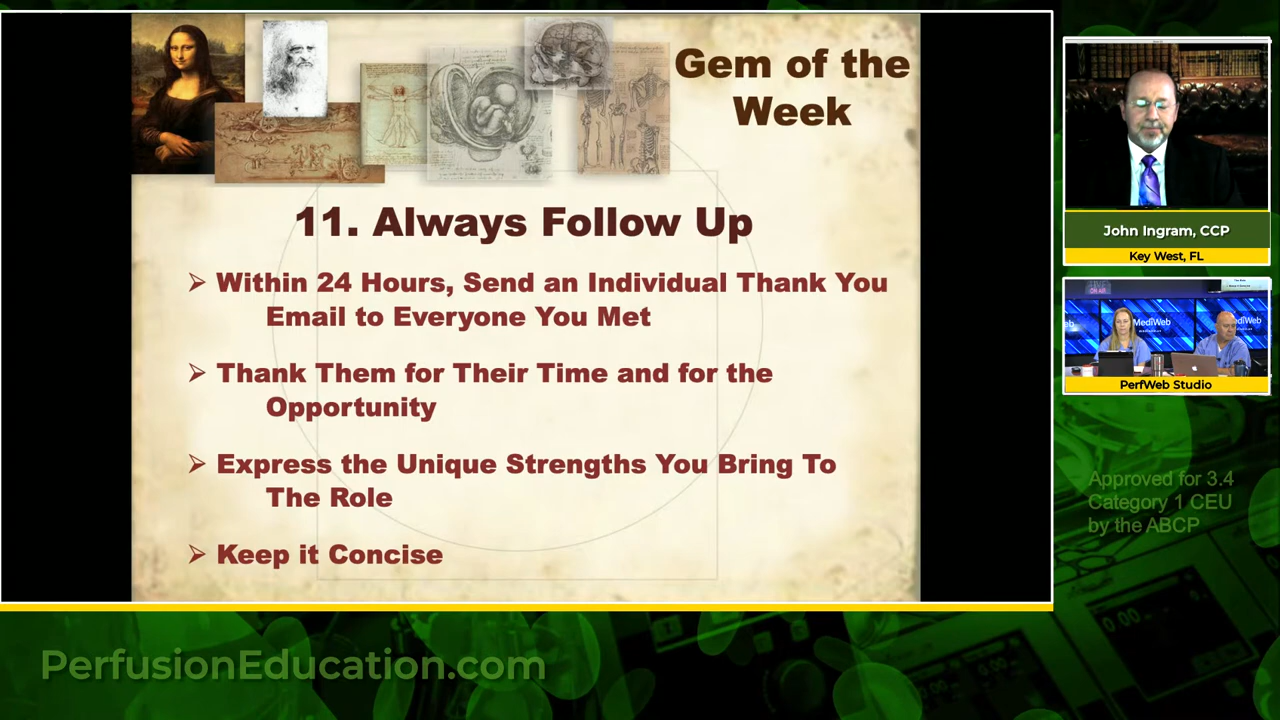 Gem of the
Week
11. Always Follow Up
➢ Within 24 Hours, Send an Individual Thank You
Email to Everyone You Met
➢ Thank Them for Their Time and for the
Opportunity
➢ Express the Unique Strengths You Bring To
The Role
➢ Keep it Concise
John Ingram, CCP
Key West, FL
ON AIR
MediWeb
PerfWeb Studio
Approved for 3.4
Category 1 CEU
by the ABCP
PerfusionEducation.com